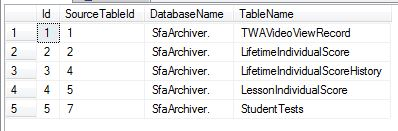 Id SourceTableId DatabaseName TableName
1 1 1 SfaArchiver. TWAVideoViewRecord
2 2 2 SfaArchiver. LifetimeIndividualScore
3 3 4 SfaArchiver. LifetimeIndividualScoreHistory
4 4 5 SfaArchiver. LessonIndividualScore
5 5 7 SfaArchiver. StudentTests